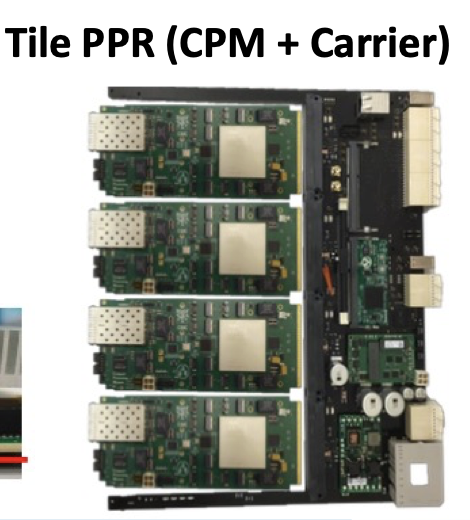 Tile PPR (CPM + Carrier)